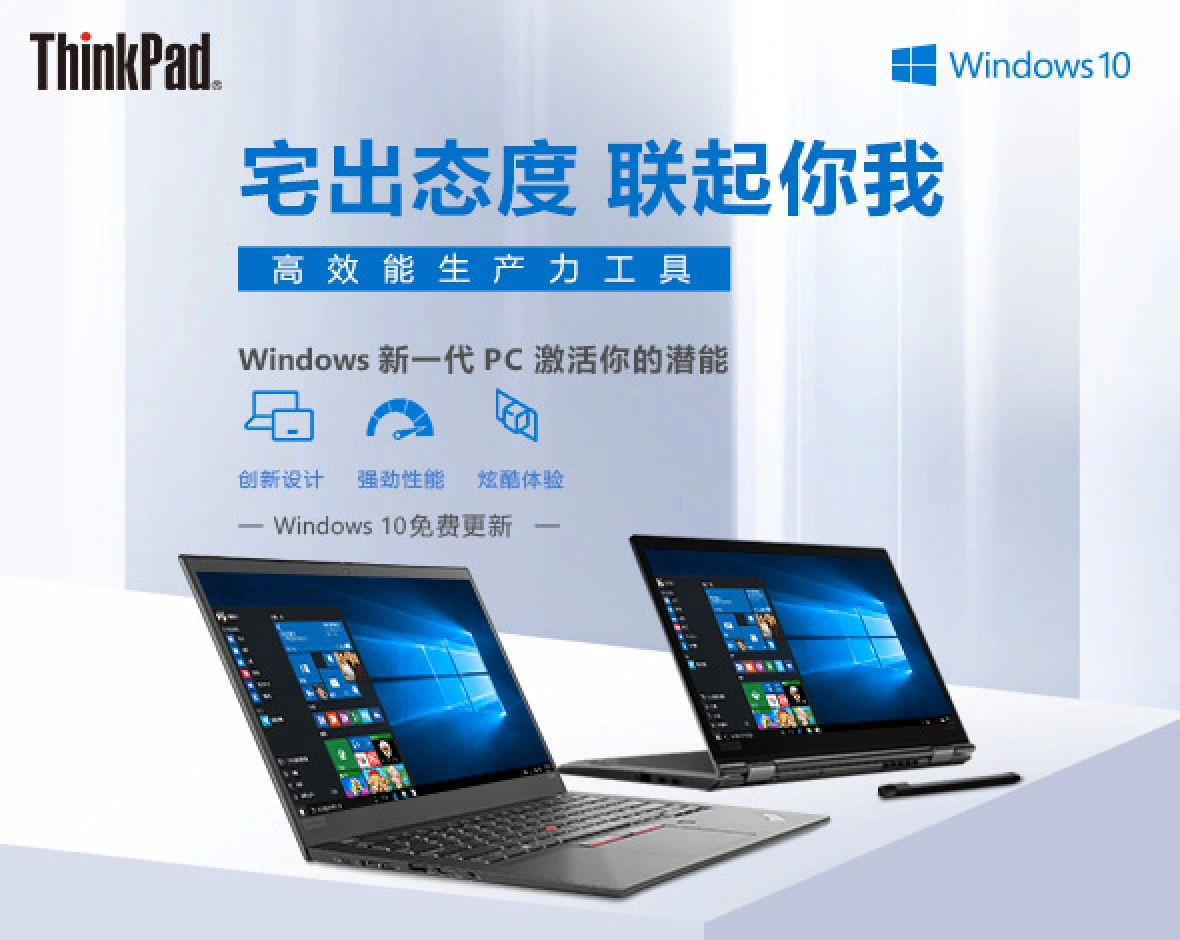 ThinkPad®
Windows 10
宅出态度 联起你我
高效能生产力工具
Windows 新一代 PC 激活你的潜能
创新设计 强劲性能 炫酷体验
— Windows 10免费更新 —